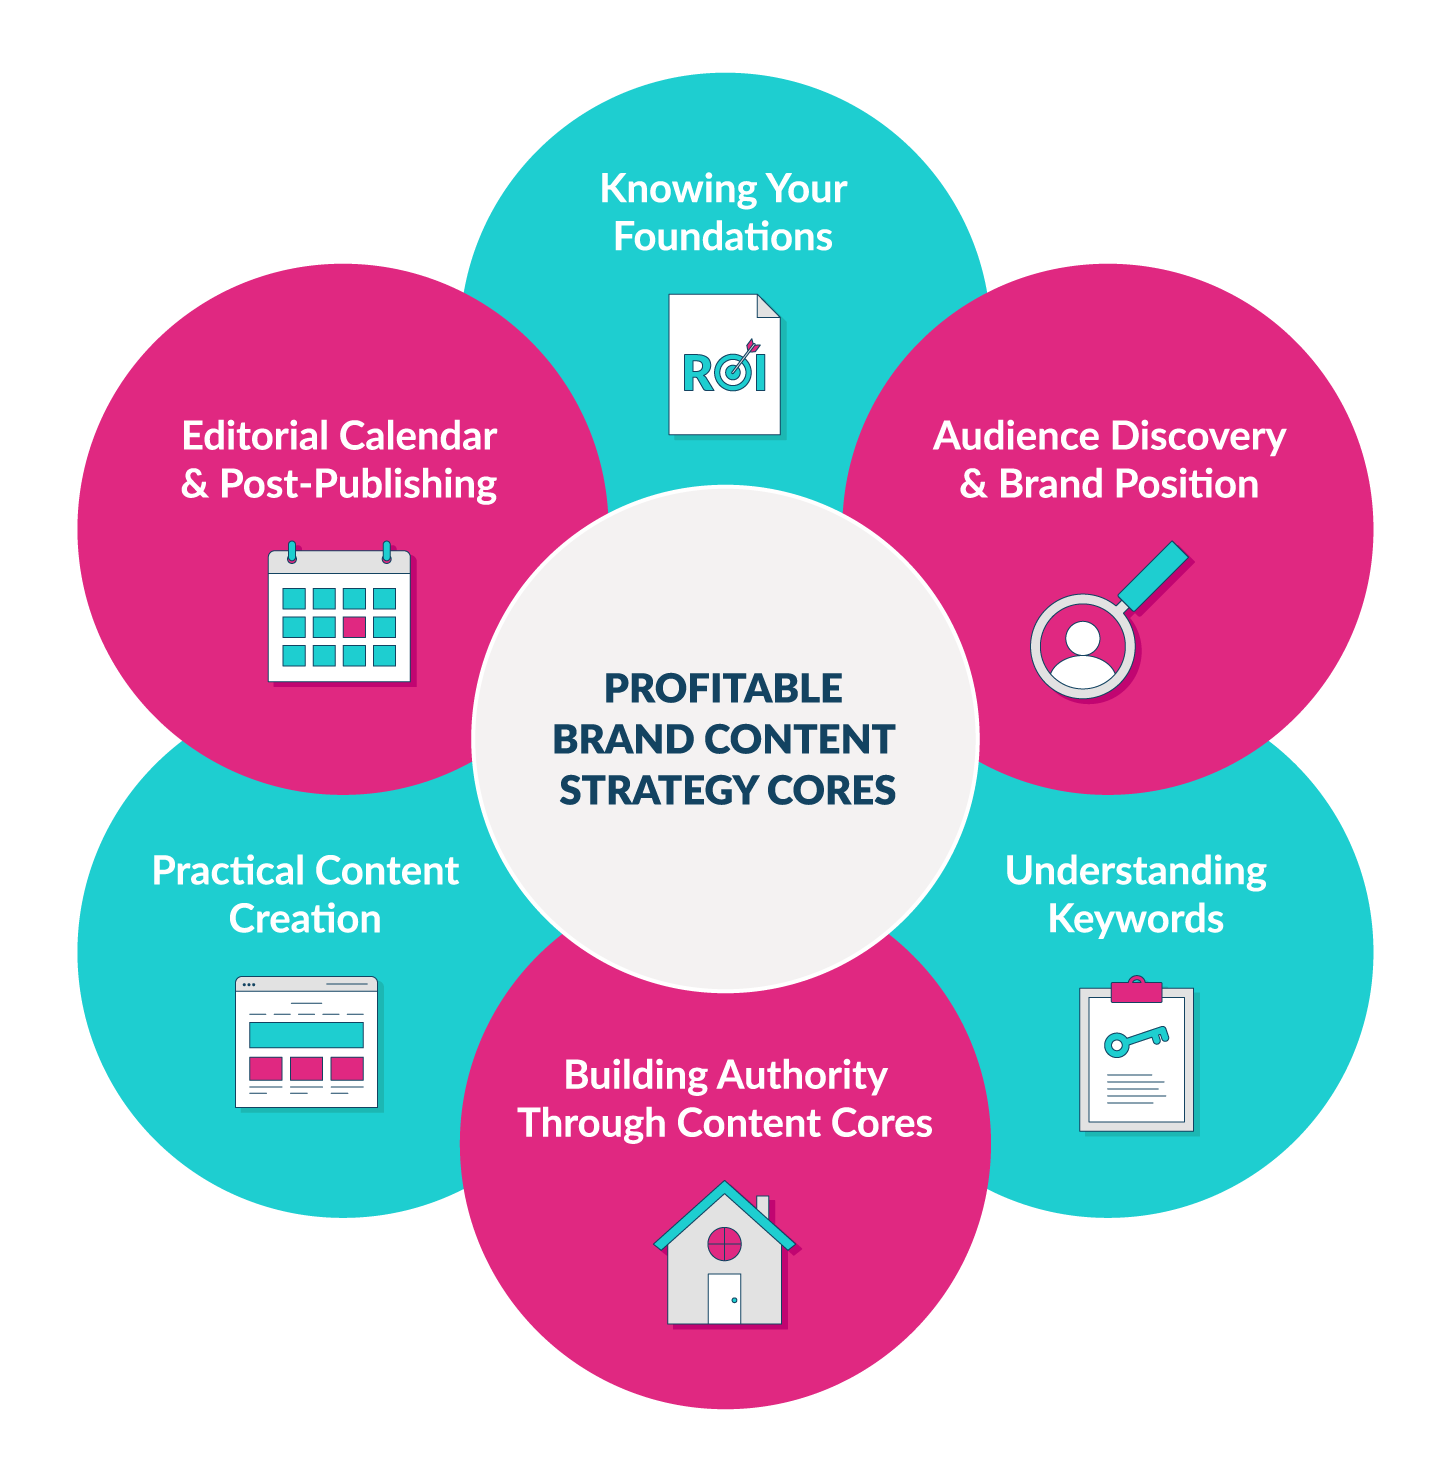 Knowing Your
Foundations
ROI
Editorial Calendar
& Post-Publishing
Audience Discovery
& Brand Position
PROFITABLE
BRAND CONTENT
STRATEGY CORES
Practical Content
Creation
Understanding
Keywords
Building Authority
Through Content Cores